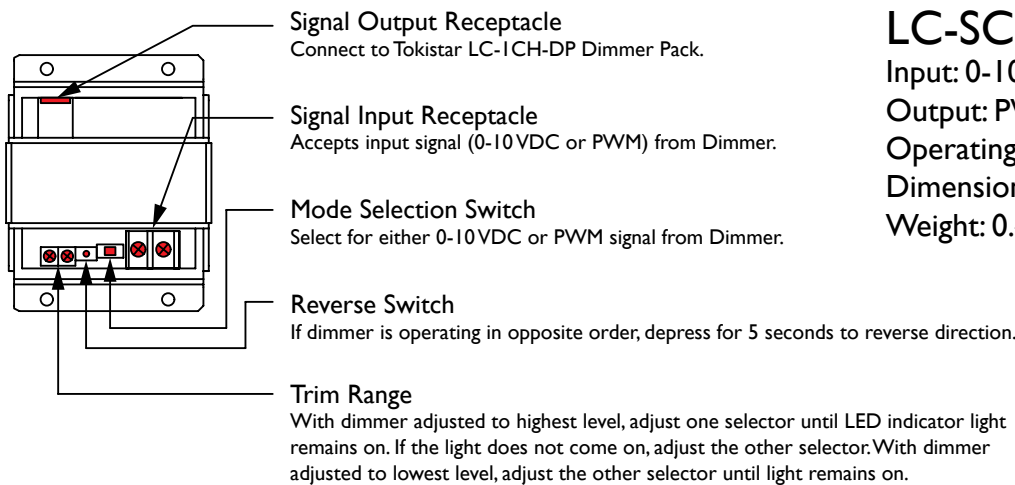 Signal Output Receptacle
Connect to Tokistar LC-1CH-DP Dimmer Pack.
Signal Input Receptacle
Accepts input signal (0-10 VDC or PWM) from Dimmer.
Mode Selection Switch
Select for either 0-10 VDC or PWM signal from Dimmer.
Reverse Switch
If dimmer is operating in opposite order, depress for 5 seconds to reverse direction.
Trim Range
With dimmer adjusted to highest level, adjust one selector until LED indicator light
remains on. If the light does not come on, adjust the other selector. With dimmer
adjusted to lowest level, adjust the other selector until light remains on.
LC-SC
Input: 0-10
Output:
Operating
Dimension
Weight: 0.